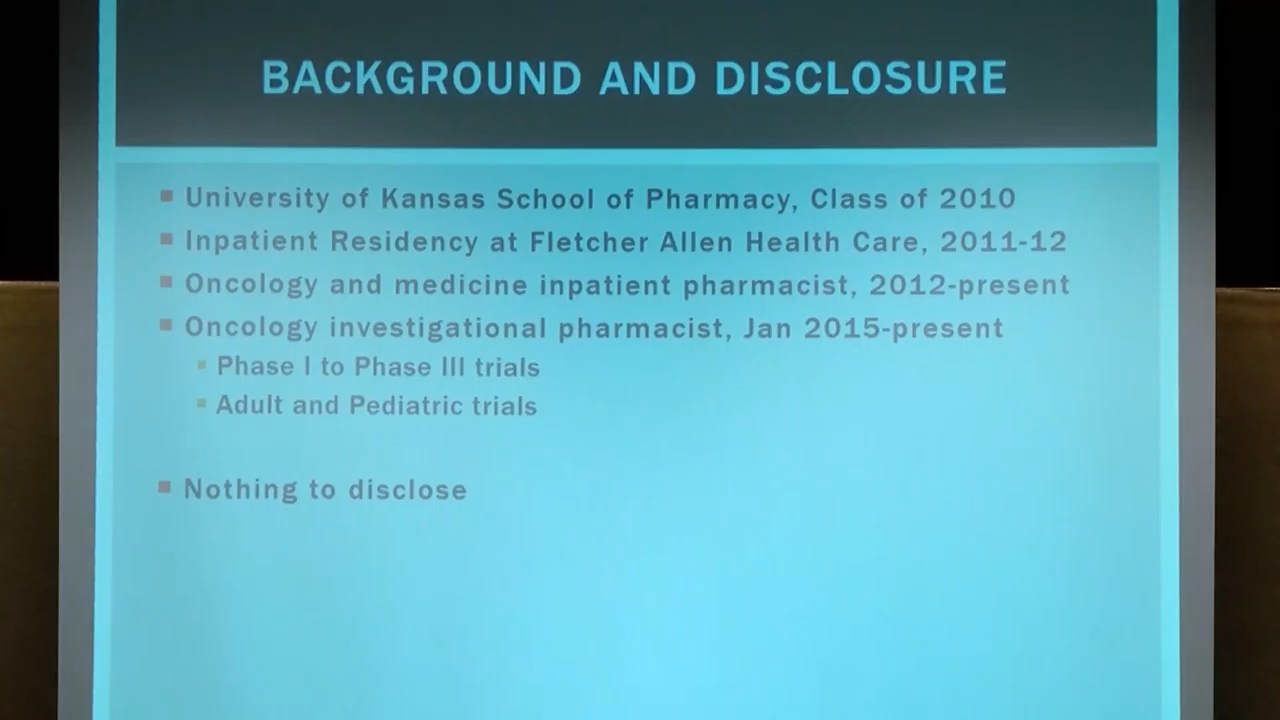 BACKGROUND AND DISCLOSURE
University of Kansas School of Pharmacy, Class of 2010
Inpatient Residency at Fletcher Allen Health Care, 2011-12
Oncology and medicine inpatient pharmacist, 2012-present
Oncology investigational pharmacist, Jan 2015-present
Phase I to Phase III trials
Adult and Pediatric trials
Nothing to disclose